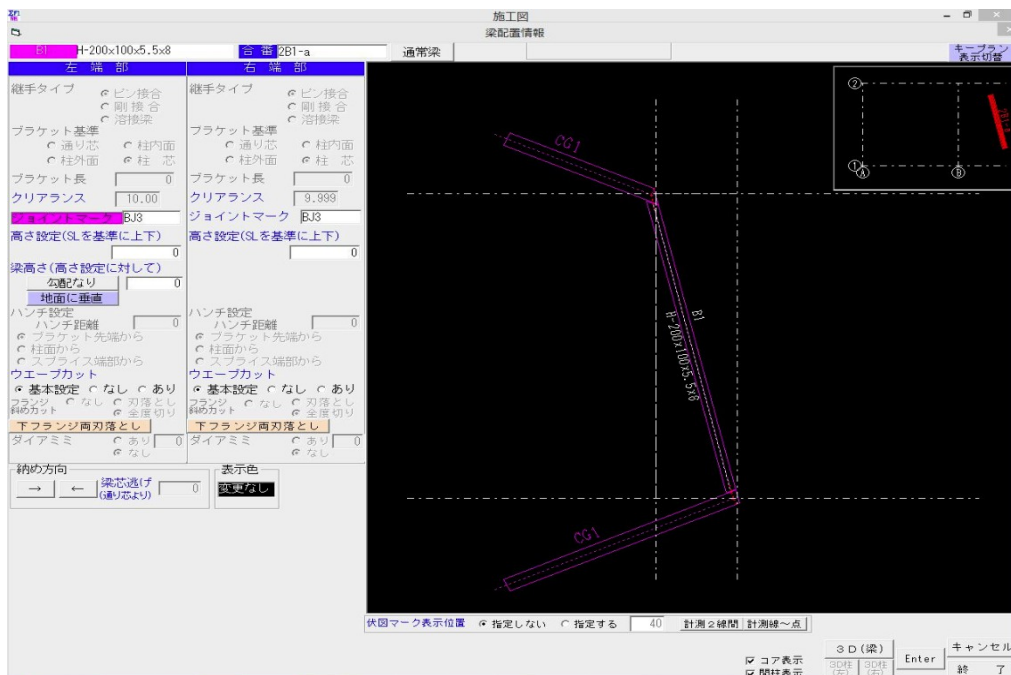 施工図
梁配置情報
B1 H-200x100x5.5x8 合番 2B1-a 通常梁
キープラン
表示切替
左 端 部 右 端 部
継手タイプ ピン接合 継手タイプ ピン接合
剛 接 合 剛 接 合
溶接梁 溶接梁
ブラケット基準 ブラケット基準
通り芯 柱内面 通り芯 柱内面
柱外面 柱 芯 柱外面 柱 芯
ブラケット長 0 ブラケット長 0
クリアランス 10.00 クリアランス 9.999
ジョイントマーク BJ3 ジョイントマーク BJ3
高さ設定(SLを基準に上下) 高さ設定(SLを基準に上下)
0 0
梁高さ(高さ設定に対して)
勾配なり 0
地面に垂直
ハンチ設定 ハンチ設定
ハンチ距離 0 ハンチ距離 0
ブラケット先端から ブラケット先端から
柱面から 柱面から
スプライス端部から スプライス端部から
ウエーブカット ウエーブカット
基本設定 なし あり 基本設定 なし あり
フランジ なし 刃落とし フランジ なし 刃落とし
斜めカット 全度切り 斜めカット 全度切り
下フランジ両刃落とし 下フランジ両刃落とし
ダイアミミ あり 0 ダイアミミ あり 0
なし なし
納め方向 表示色
→ ← 梁芯逃げ 0 変更なし
(通り芯より)
CG1
B1
H-200x100x5.5x8
CG1
2
2B1-a
1
A B
伏図マーク表示位置 指定しない 指定する 40 計測2線間 計測線～点
コア表示
間柱表示
3D(梁)
3D柱 3D柱
(左) (右)
Enter
キャンセル
終 了